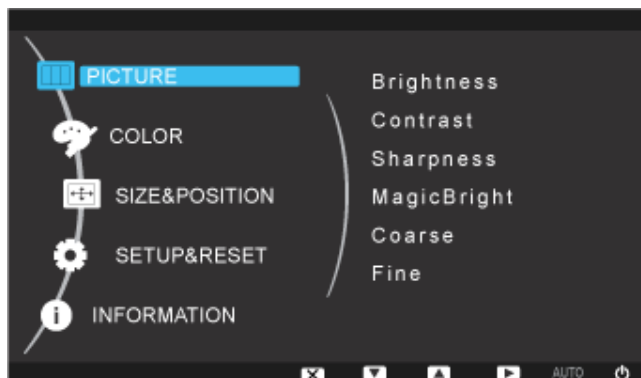 PICTURE
COLOR
SIZE&POSITION
SETUP&RESET
INFORMATION
Brightness
Contrast
Sharpness
MagicBright
Coarse
Fine
AUTO